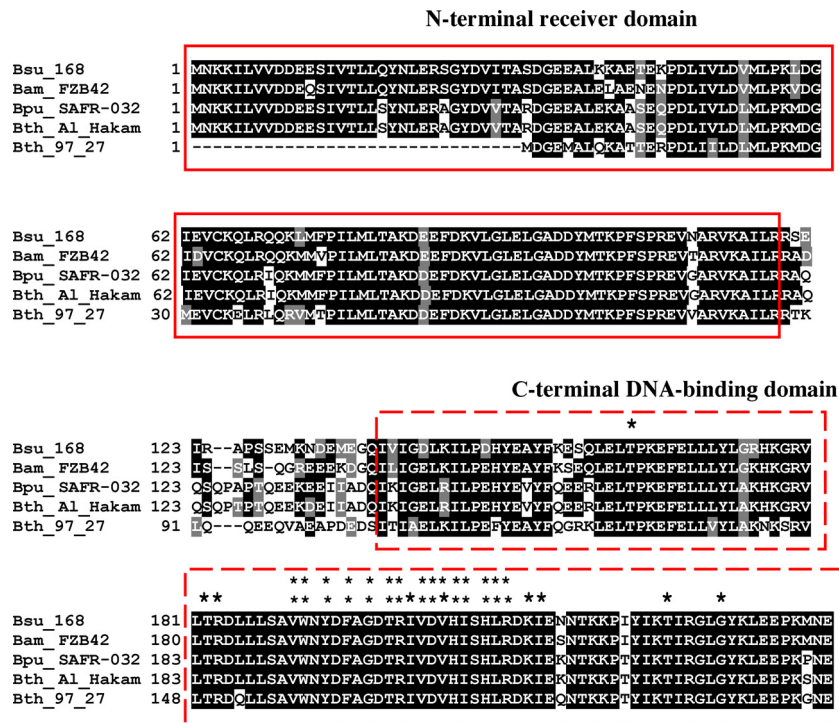 N-terminal receiver domain
Bsu_168 1 MNKKILVVDDEESIVTLLQYNLERSGYDVITASDGEEALKKAETEKPDLIVLDVMLPKLDG
Bam_FZB42 1 MNKKILVVDDEQSIVTLLQYNLERSGYDVITASDGEEALELAENENPDLIVLDVMLPKVDG
Bpu_SAFR-032 1 MNKKILVVDDEESIVTLLSYNLERAGYDVVTARDGEEALEKAASEQPDLIVLDLMLPKMDG
Bth_Al_Hakam 1 MNKKILVVDDEESIVTLLSYNLERAGYDVVTARDGEEALEKAASEQPDLIVLDLMLPKMDG
Bth_97_27 1 --------------------------------MDGEMALQKATTERPDLIILDLMLPKMDG
Bsu_168 62 IEVCKQLRQQKLMFPILMLTAKDEEFDKVLGLELGADDYMTKPFSPREVNARVKAILRRSE
Bam_FZB42 62 IDVCKQLRQQKMMVPILMLTAKDDEFDKVLGLELGADDYMTKPFSPREVTARVKAILRRAD
Bpu_SAFR-032 62 IEVCKQLRIQKMMFPILMLTAKDDEFDKVLGLELGADDYMTKPFSPREVGARVKAILRRAQ
Bth_Al_Hakam 62 IEVCKQLRIQKMMFPILMLTAKDDEFDKVLGLELGADDYMTKPFSPREVGARVKAILRRAQ
Bth_97_27 30 MEVCKELRLQRVMTPILMLTAKDDEFDKVLGLELGADDYMTKPFSPREVVARVKAILRRTK
C-terminal DNA-binding domain
*
Bsu_168 123 IR--APSSEMKNDEMEGQIVIGDLKILPDHYEAYFKESQLELTPKEFELLLYLGRHKGRV
Bam_FZB42 123 IS--SLS-QGREEEKDGQILIGELKILPEHYEAYFKSEQLELTPKEFELLLYLGKHKGRV
Bpu_SAFR-032 123 QSQPAPTQEEKEEIIADQIKIGELRILPEHYEVYFQEERLELTPKEFELLLYLAKHKGRV
Bth_Al_Hakam 123 QSQPTPTQEEKDEIIADQIKIGELRILPEHYEAYFQEERLELTPKEFELLLYLAKHKGRV
Bth_97_27 91 LQ---QEEQVAEAPDEDSITIAELKILPEFYEAYFQGRKLELTPKEFELLVYLAKNKSRV
** * * ** *** ** ***
** ** * * ** ******* *** ** * *
Bsu_168 181 LTRDLLLSAVWNYDFAGDTRIVDVHISHLRDKIENNTKKPIYIKTIRGLGYKLEEPKMNE
Bam_FZB42 180 LTRDLLLSAVWNYDFAGDTRIVDVHISHLRDKIESNTKKPIYIKTIRGLGYKLEEPKMNE
Bpu_SAFR-032 183 LTRDLLLSAVWNYDFAGDTRIVDVHISHLRDKIEKNTKKPTYIKTIRGLGYKLEEPKPNE
Bth_Al_Hakam 183 LTRDLLLSAVWNYDFAGDTRIVDVHISHLRDKIEKNTKKPTYIKTIRGLGYKLEEPKSNE
Bth_97_27 148 LTRDQLLSAVWNYDFAGDTRIVDVHISHLRDKIEQNTKKPTYIKTIRGLGYKLEEPKGNE